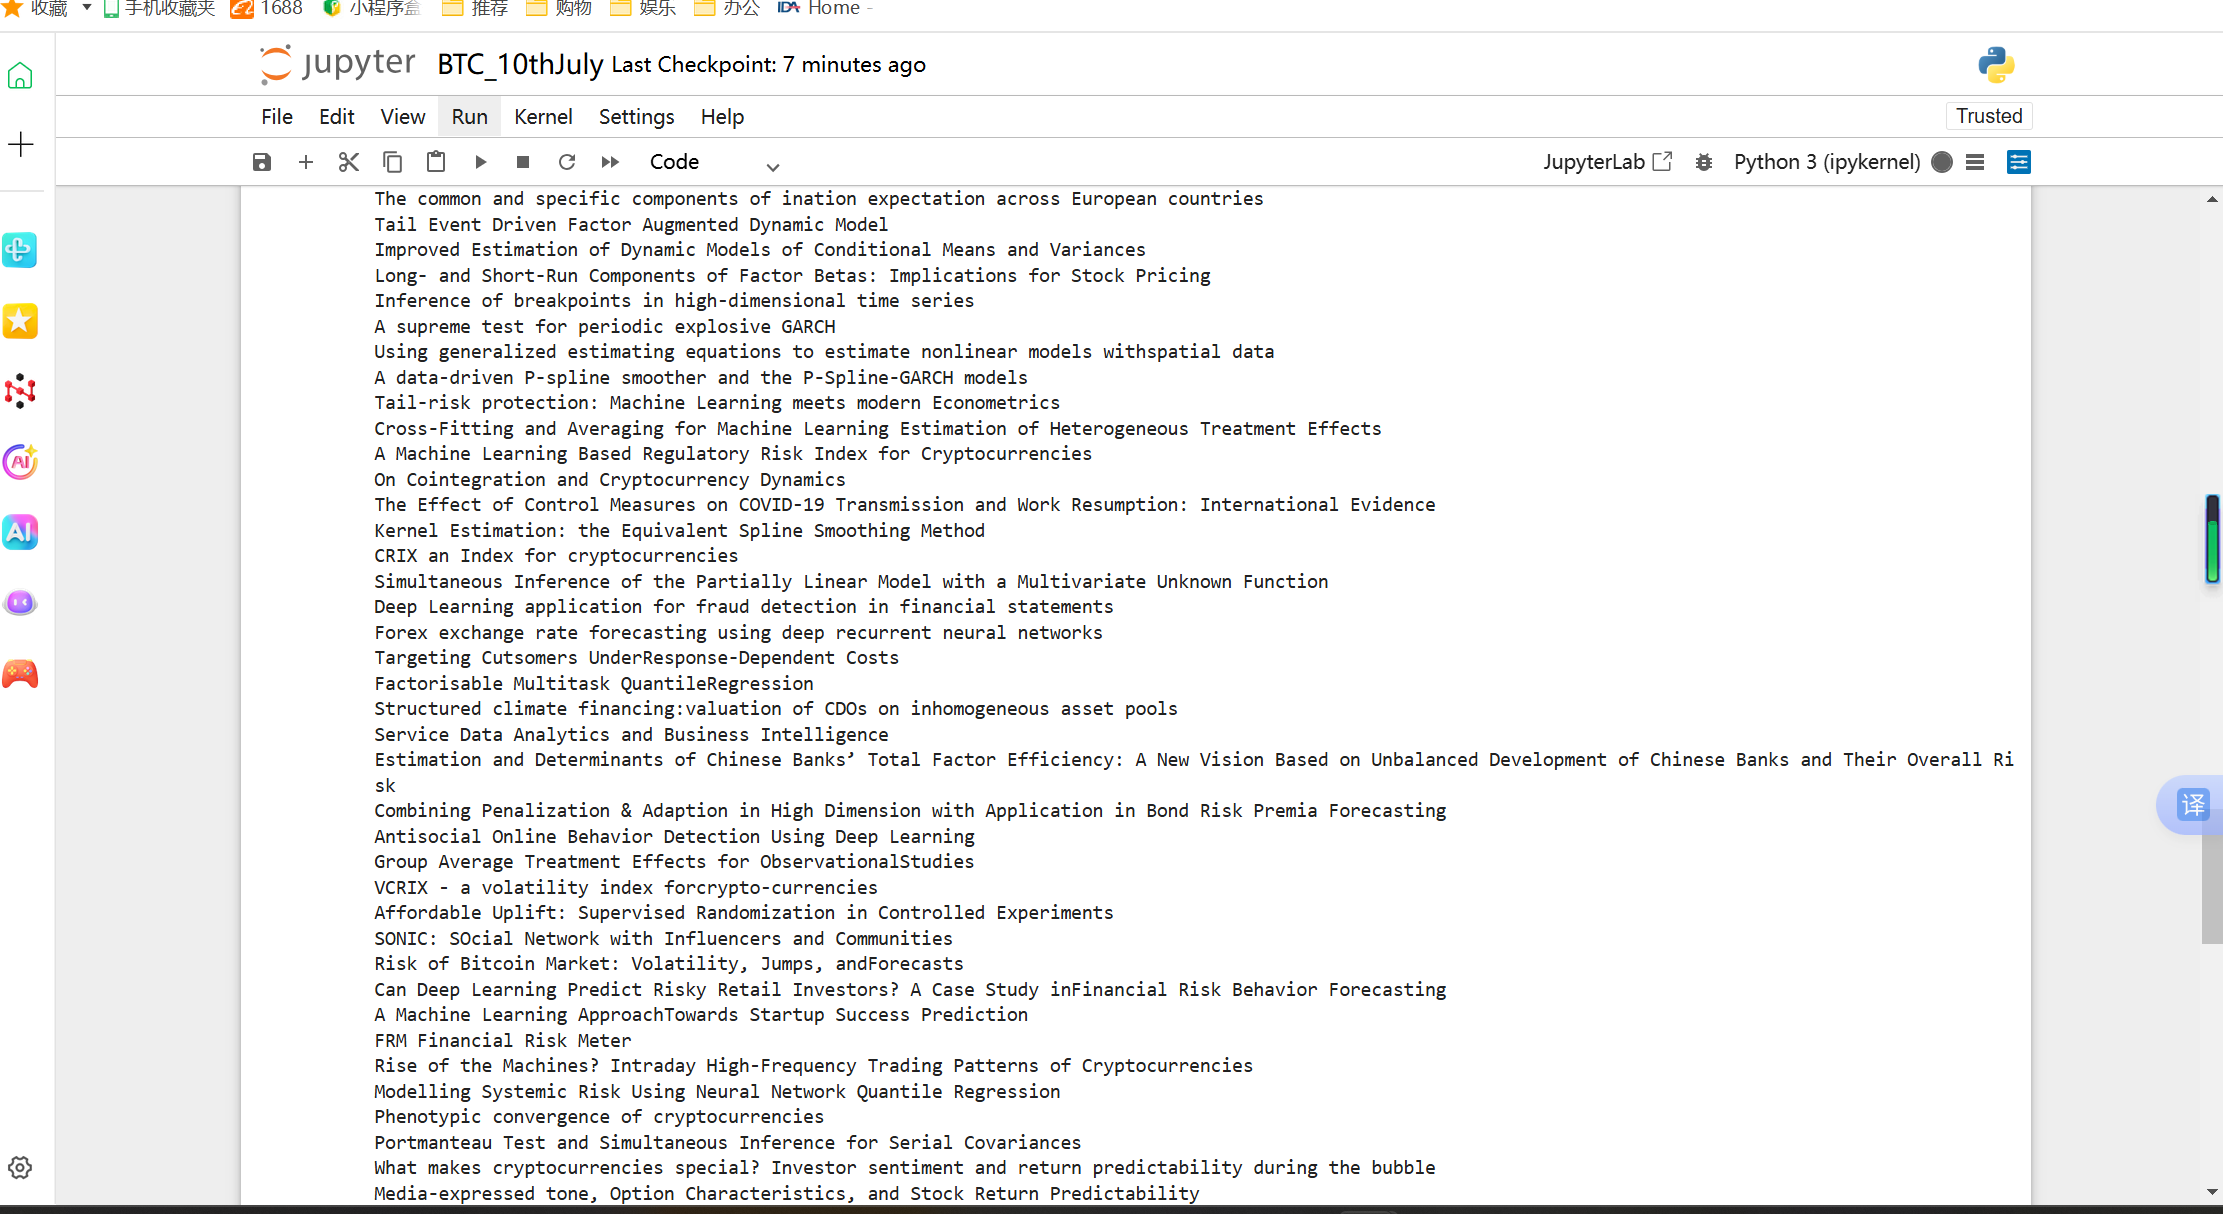 收藏 手机收藏夹 1688 小程序盒 推荐 购物 娱乐 办公 IDA Home -
jupyter BTC_10thJuly Last Checkpoint: 7 minutes ago
File Edit View Run Kernel Settings Help Trusted
Code JupyterLab Python 3 (ipykernel)
The common and specific components of ination expectation across European countries
Tail Event Driven Factor Augmented Dynamic Model
Improved Estimation of Dynamic Models of Conditional Means and Variances
Long- and Short-Run Components of Factor Betas: Implications for Stock Pricing
Inference of breakpoints in high-dimensional time series
A supreme test for periodic explosive GARCH
Using generalized estimating equations to estimate nonlinear models withspatial data
A data-driven P-spline smoother and the P-Spline-GARCH models
Tail-risk protection: Machine Learning meets modern Econometrics
Cross-Fitting and Averaging for Machine Learning Estimation of Heterogeneous Treatment Effects
A Machine Learning Based Regulatory Risk Index for Cryptocurrencies
On Cointegration and Cryptocurrency Dynamics
The Effect of Control Measures on COVID-19 Transmission and Work Resumption: International Evidence
Kernel Estimation: the Equivalent Spline Smoothing Method
CRIX an Index for cryptocurrencies
Simultaneous Inference of the Partially Linear Model with a Multivariate Unknown Function
Deep Learning application for fraud detection in financial statements
Forex exchange rate forecasting using deep recurrent neural networks
Targeting Cutsomers UnderResponse-Dependent Costs
Factorisable Multitask QuantileRegression
Structured climate financing:valuation of CDOs on inhomogeneous asset pools
Service Data Analytics and Business Intelligence
Estimation and Determinants of Chinese Banks’ Total Factor Efficiency: A New Vision Based on Unbalanced Development of Chinese Banks and Their Overall Ri
sk
Combining Penalization & Adaption in High Dimension with Application in Bond Risk Premia Forecasting
Antisocial Online Behavior Detection Using Deep Learning
Group Average Treatment Effects for ObservationalStudies
VCRIX - a volatility index forcrypto-currencies
Affordable Uplift: Supervised Randomization in Controlled Experiments
SONIC: SOcial Network with Influencers and Communities
Risk of Bitcoin Market: Volatility, Jumps, andForecasts
Can Deep Learning Predict Risky Retail Investors? A Case Study inFinancial Risk Behavior Forecasting
A Machine Learning ApproachTowards Startup Success Prediction
FRM Financial Risk Meter
Rise of the Machines? Intraday High-Frequency Trading Patterns of Cryptocurrencies
Modelling Systemic Risk Using Neural Network Quantile Regression
Phenotypic convergence of cryptocurrencies
Portmanteau Test and Simultaneous Inference for Serial Covariances
What makes cryptocurrencies special? Investor sentiment and return predictability during the bubble
Media-expressed tone, Option Characteristics, and Stock Return Predictability
AI
AI
译